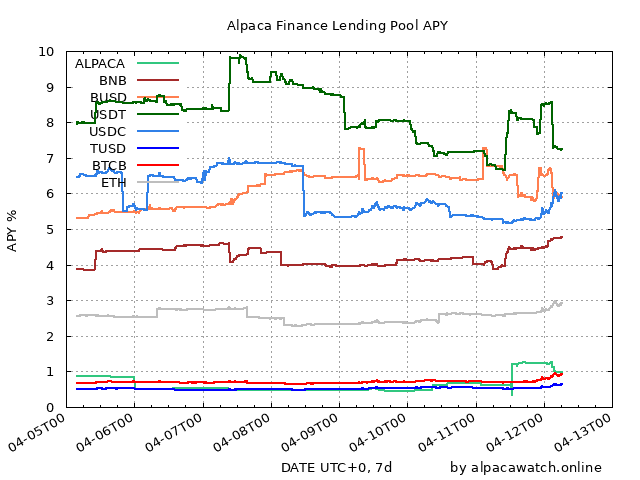 Alpaca Finance Lending Pool APY
10
9
8
7
6
5
4
3
2
1
0
APY %
ALPACA
BNB
BUSD
USDT
USDC
TUSD
BTCB
ETH
04-05T00
04-06T00
04-07T00
04-08T00
04-09T00
04-10T00
04-11T00
04-12T00
04-13T00
DATE UTC+0, 7d
by alpacawatch.online